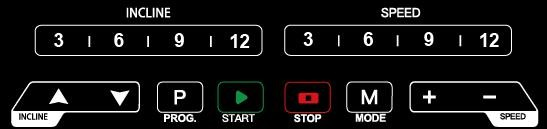 INCLINE SPEED
3 | 6 | 9 | 12 3 | 6 | 9 | 12
P M + −
INCLINE PROG. START STOP MODE SPEED